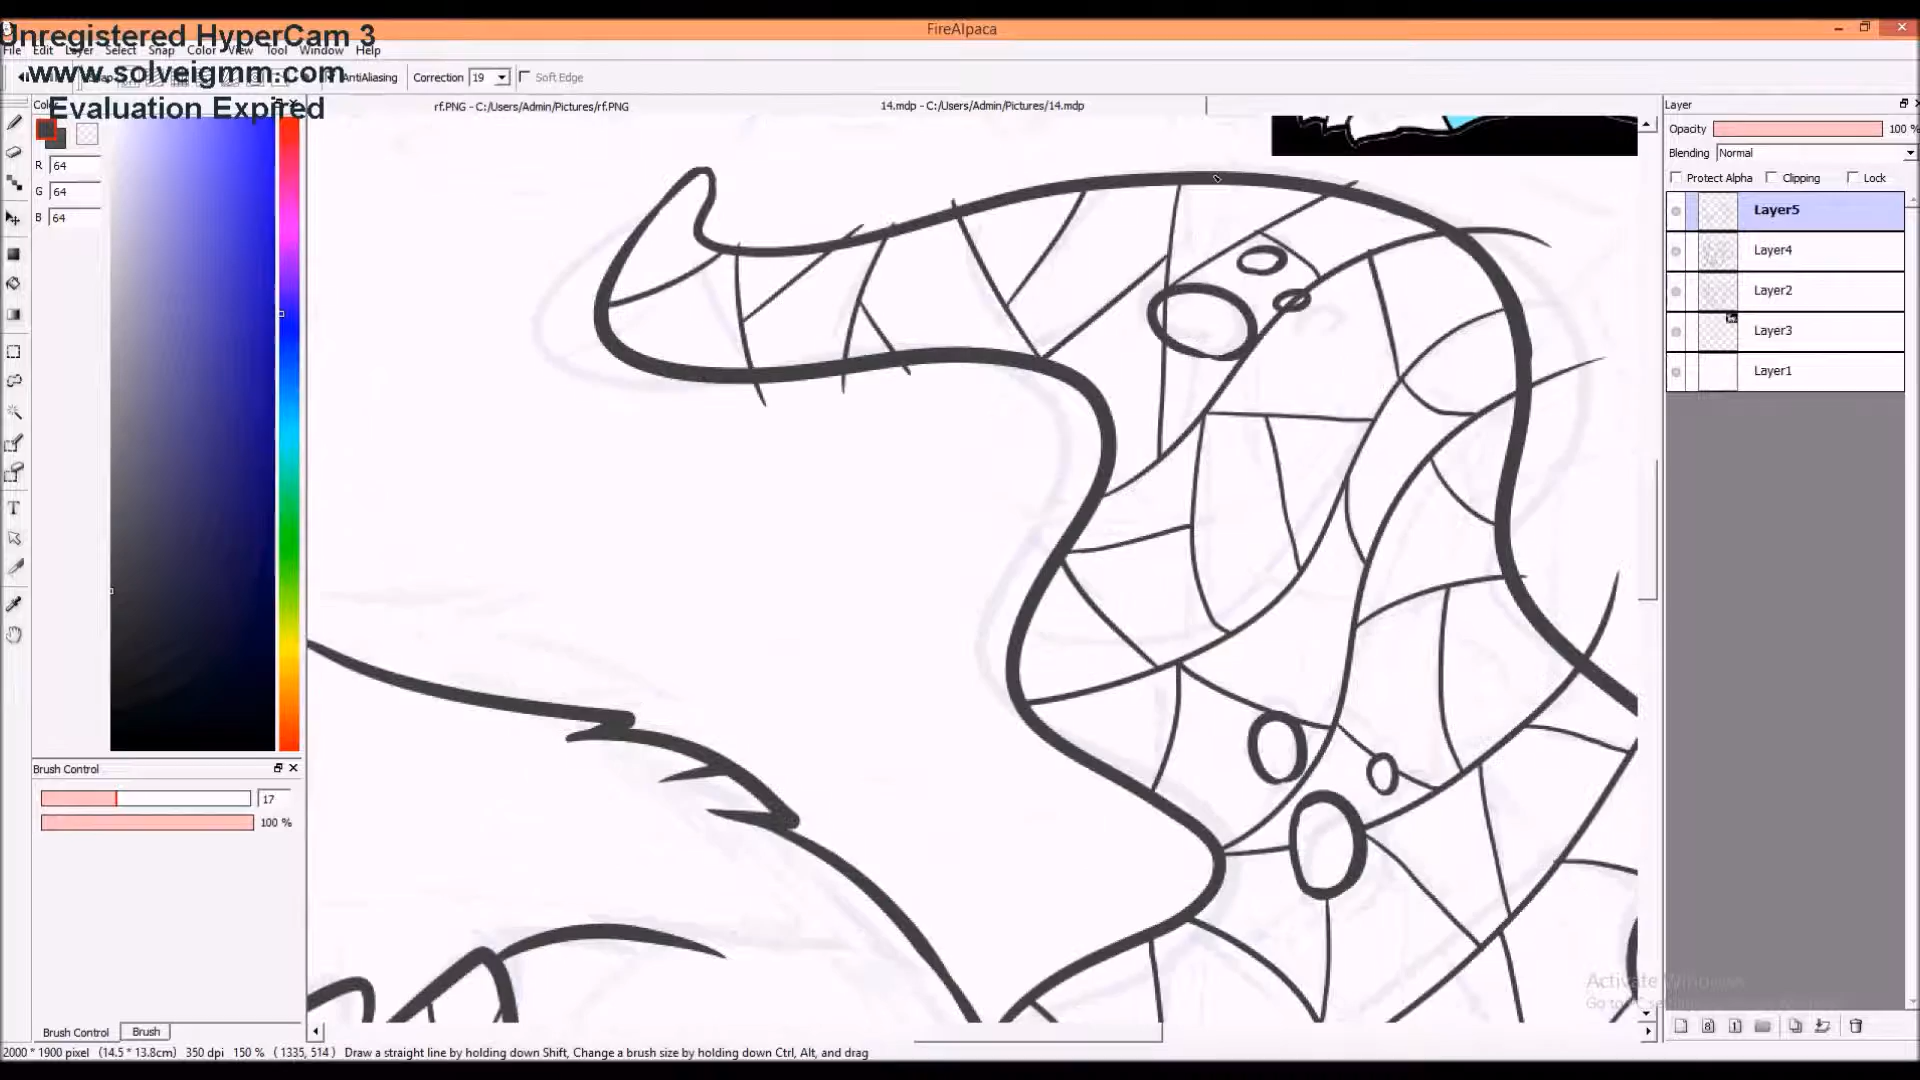 FireAlpaca
Unregistered HyperCam 3
File Edit Layer Select Snap Color View Tool Window Help
www.solveigmm.com
AntiAliasing Correction 19 Soft Edge
Evaluation Expired
rf.PNG - C:/Users/Admin/Pictures/rf.PNG
14.mdp - C:/Users/Admin/Pictures/14.mdp
R 64
G 64
B 64
Layer
Opacity 100 %
Blending Normal
Protect Alpha Clipping Lock
Layer5
Layer4
Layer2
Layer3
Layer1
Brush Control
17
100 %
Brush Control Brush
Activate Windows
2000 * 1900 pixel (14.5 * 13.8cm) 350 dpi 150 % ( 1335, 514 ) Draw a straight line by holding down Shift, Change a brush size by holding down Ctrl, Alt, and drag